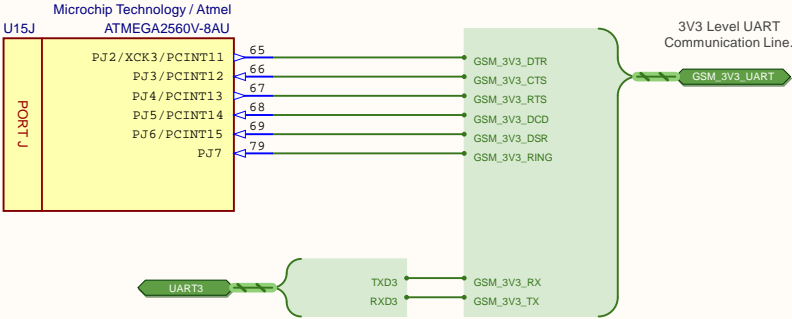 Microchip Technology / Atmel
U15J
ATMEGA2560V-8AU
3V3 Level UART
Communication Line.
PORT J
PJ2/XCK3/PCINT11
65
GSM_3V3_DTR
PJ3/PCINT12
66
GSM_3V3_CTS
PJ4/PCINT13
67
GSM_3V3_RTS
PJ5/PCINT14
68
GSM_3V3_DCD
PJ6/PCINT15
69
GSM_3V3_DSR
PJ7
79
GSM_3V3_RING
GSM_3V3_UART
UART3
TXD3
GSM_3V3_RX
RXD3
GSM_3V3_TX